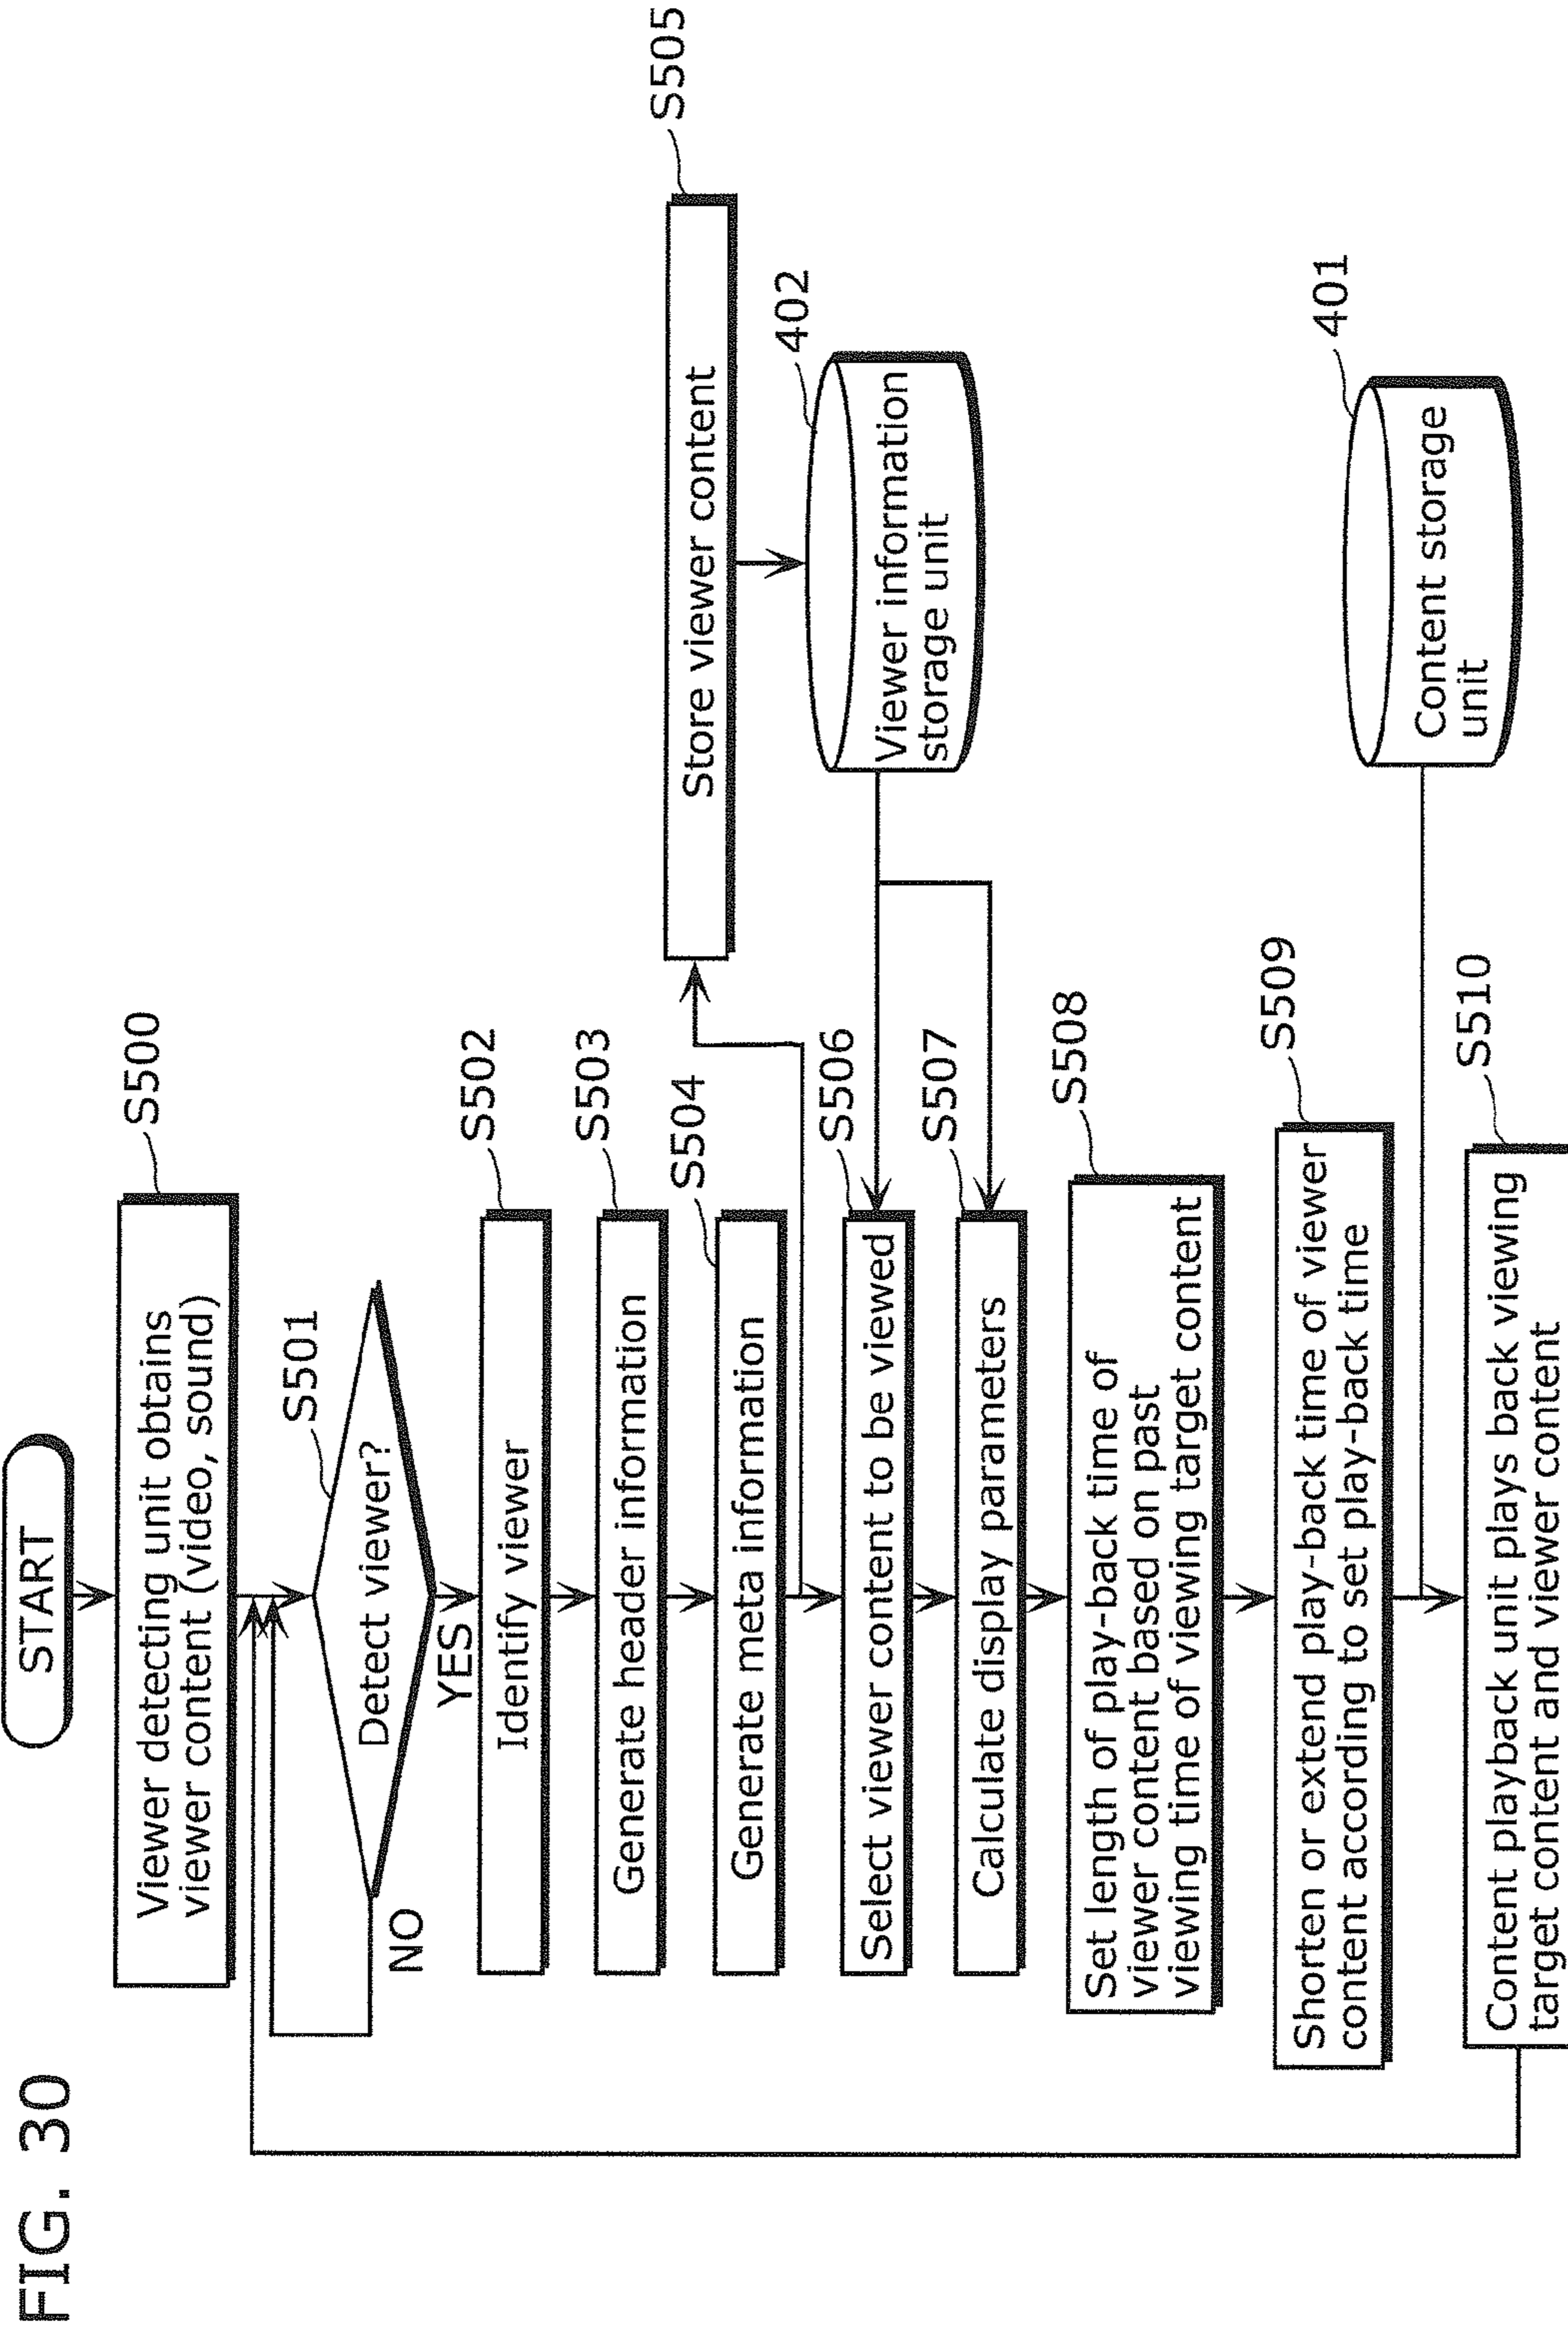 FIG. 30
START
Viewer detecting unit obtains
viewer content (video, sound)
S500
Detect viewer?
S501
NO
YES
Identify viewer
S502
Generate header information
S503
Generate meta information
S504
Store viewer content
S505
Viewer information
storage unit
402
Select viewer content to be viewed
S506
Calculate display parameters
S507
Set length of play-back time of
viewer content based on past
viewing time of viewing target content
S508
Shorten or extend play-back time of viewer
content according to set play-back time
S509
Content storage
unit
401
Content playback unit plays back viewing
target content and viewer content
S510